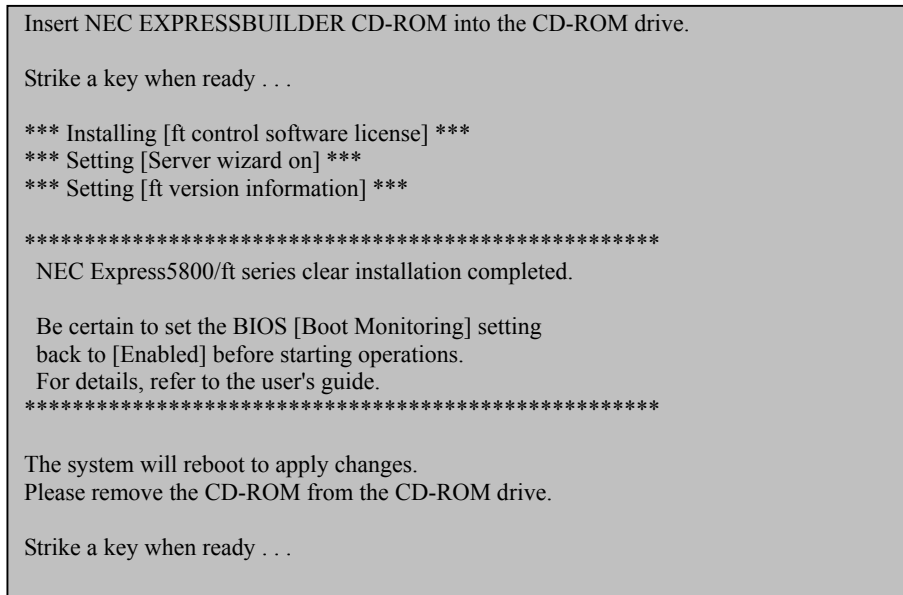 Insert NEC EXPRESSBUILDER CD-ROM into the CD-ROM drive.
Strike a key when ready . . .
*** Installing [ft control software license] ***
*** Setting [Server wizard on] ***
*** Setting [ft version information] ***
*****************************************************
NEC Express5800/ft series clear installation completed.
Be certain to set the BIOS [Boot Monitoring] setting
back to [Enabled] before starting operations.
For details, refer to the user's guide.
*****************************************************
The system will reboot to apply changes.
Please remove the CD-ROM from the CD-ROM drive.
Strike a key when ready . . .